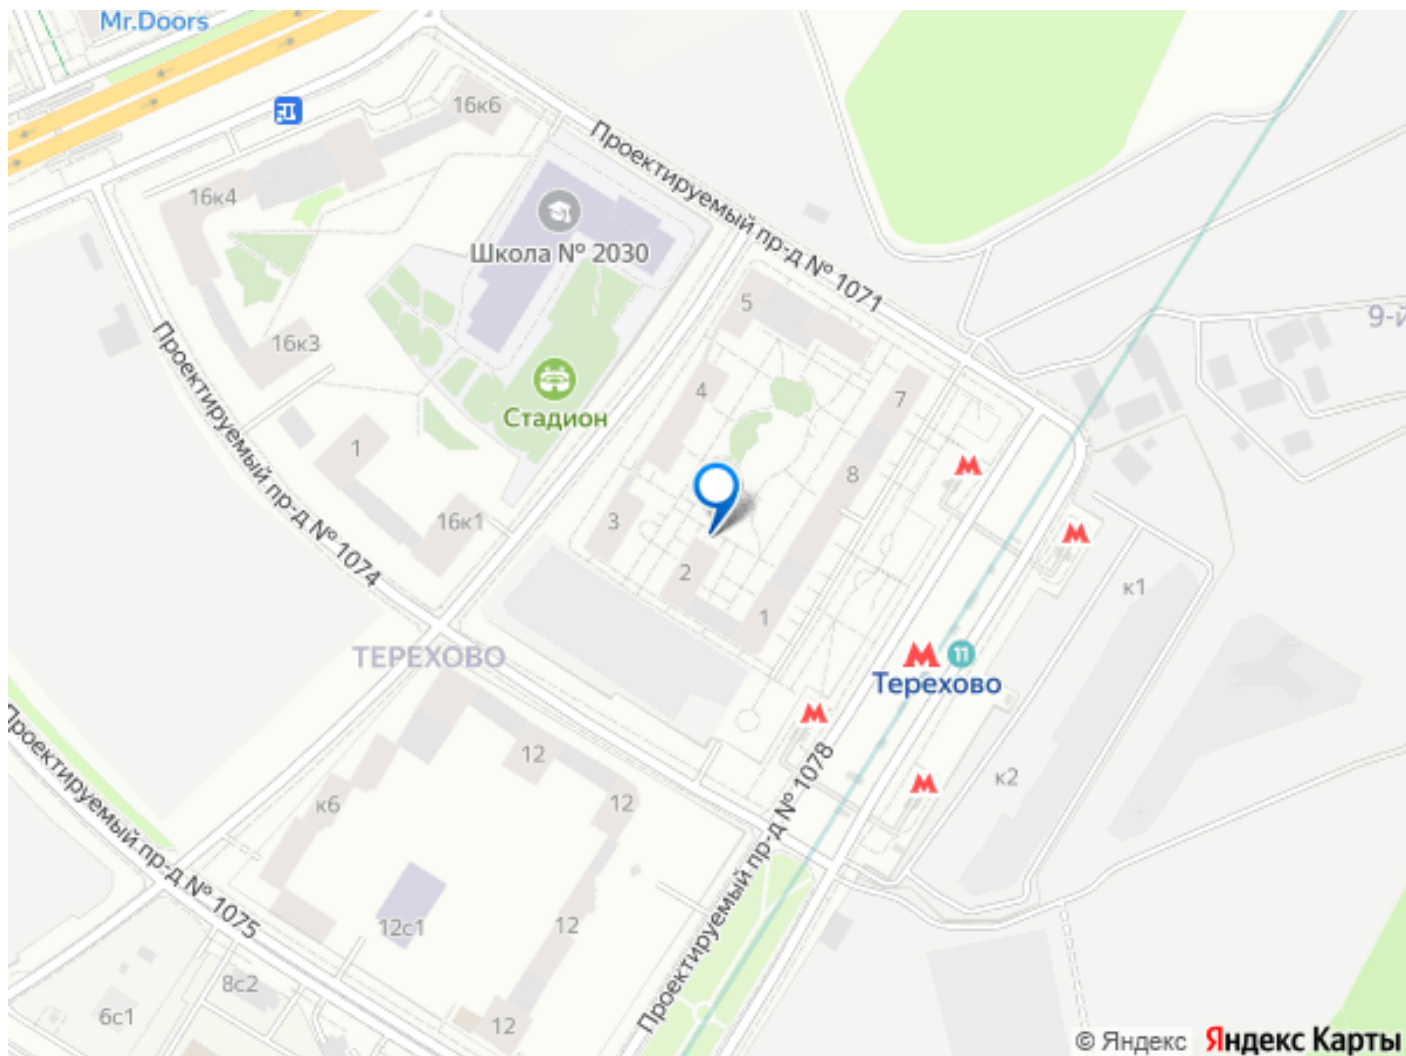 Mr.Doors
16к6
Проектируемый пр-д № 1071
16к4
Школа № 2030
5
9-й
16к3
4
7
Стадион
Проектируемый пр-д № 1074
1
8
16к1
3
2
к1
1
ТЕРЕХОВО
11
Терехово
Проектируемый пр-д № 1075
12
к2
12
к6
Проектируемый пр-д № 1078
12с1
12
8с2
6с1
12
© Яндекс Яндекс Карты